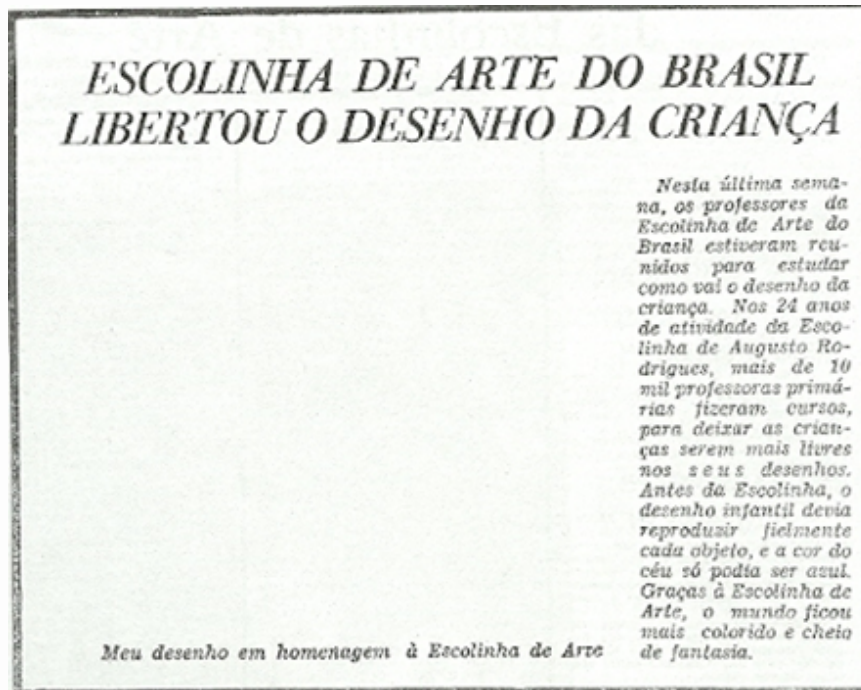 ESCOLINHA DE ARTE DO BRASIL
LIBERTOU O DESENHO DA CRIANÇA
Nesta última sema-
na, os professores da
Escolinha de Arte do
Brasil estiveram reu-
nidos para estudar
como vai o desenho da
criança. Nos 24 anos
de atividade da Esco-
linha de Augusto Ro-
drigues, mais de 10
mil professoras primá-
rias fizeram cursos,
para deixar as crian-
ças serem mais livres
nos seus desenhos.
Antes da Escolinha, o
desenho infantil devia
reproduzir fielmente
cada objeto, e a cor do
céu só podia ser azul.
Graças à Escolinha de
Arte, o mundo ficou
mais colorido e cheio
de fantasia.
Meu desenho em homenagem à Escolinha de Arte